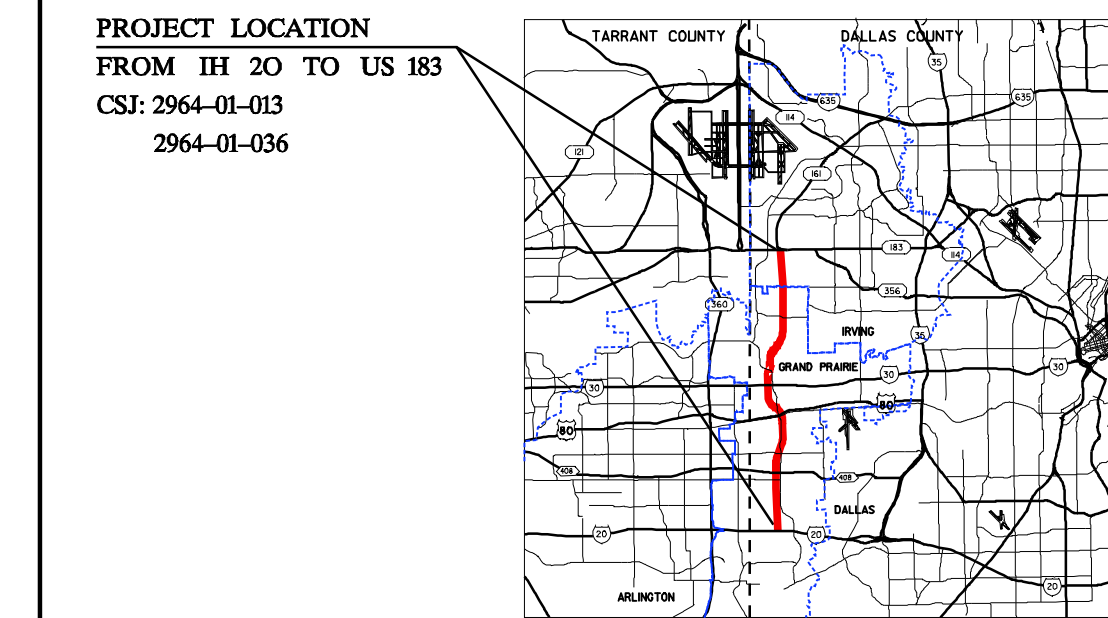 PROJECT LOCATION
FROM IH 20 TO US 183
CSJ: 2964-01-013
2964-01-036
TARRANT COUNTY
DALLAS COUNTY
35
635
635
114
121
161
183
114
356
360
IRVING
35
GRAND PRAIRIE
30
30
30
80
80
408
408
DALLAS
20
20
20
ARLINGTON